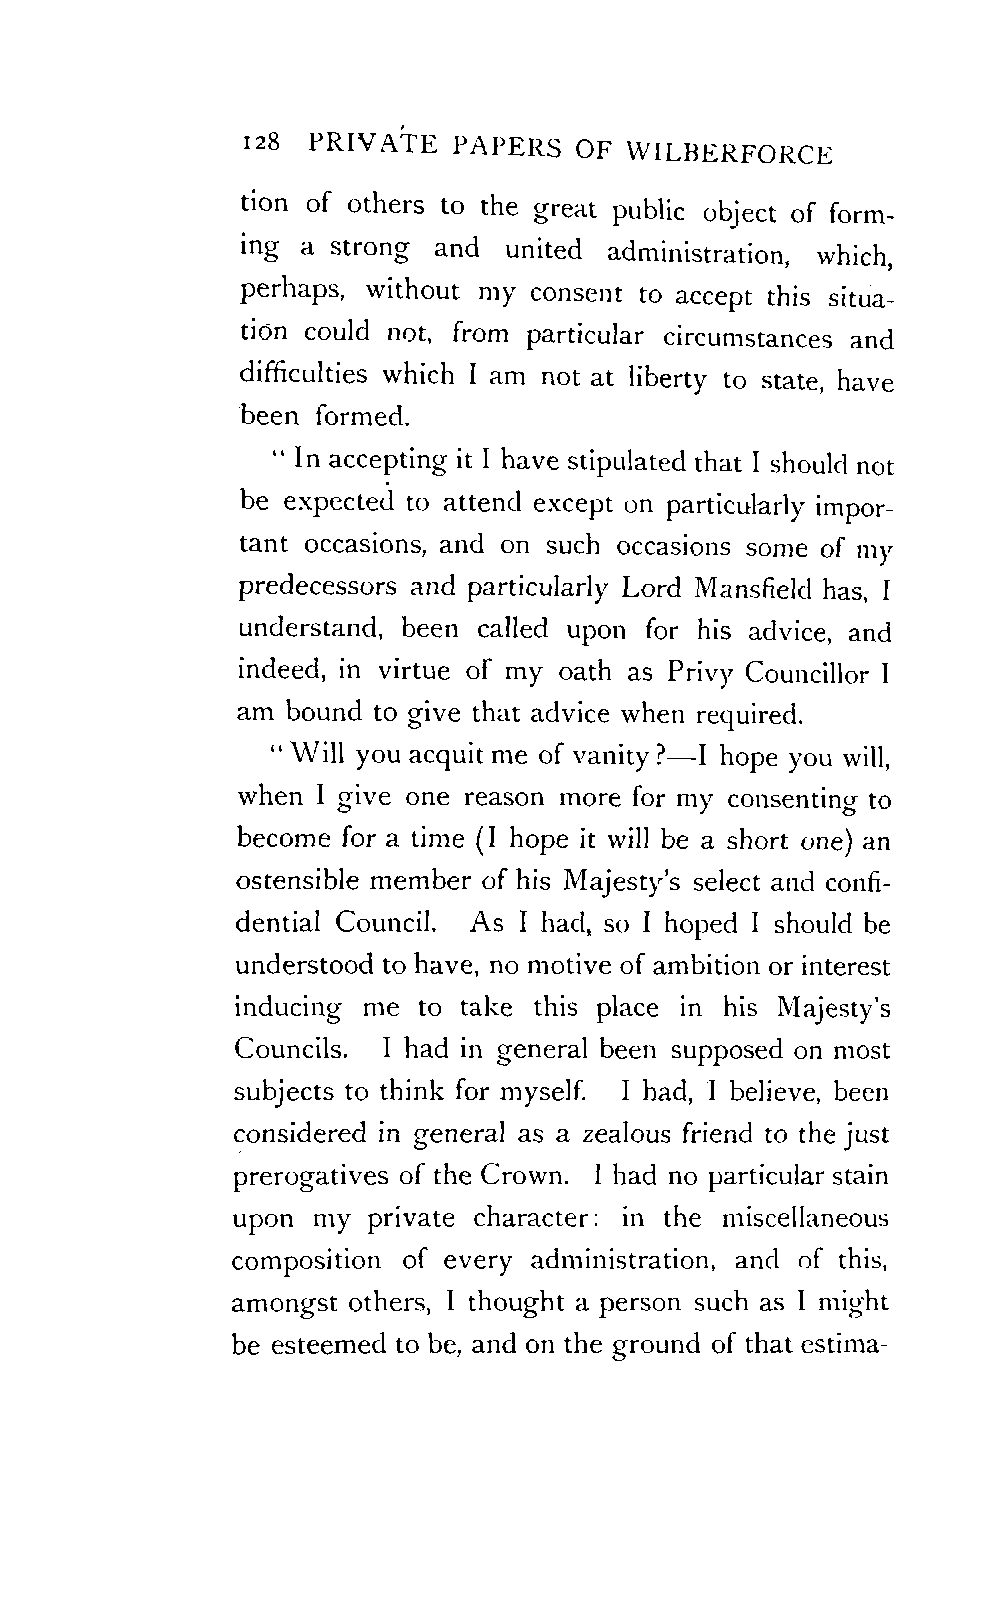 128 PRIVATE PAPERS OF WILBERFORCE
tion of others to the great public object of form-
ing a strong and united administration, which,
perhaps, without my consent to accept this situa-
tion could not, from particular circumstances and
difficulties which I am not at liberty to state, have
been formed.
“ In accepting it I have stipulated that I should not
be expected to attend except on particularly impor-
tant occasions, and on such occasions some of my
predecessors and particularly Lord Mansfield has, I
understand, been called upon for his advice, and
indeed, in virtue of my oath as Privy Councillor I
am bound to give that advice when required.
“ Will you acquit me of vanity ?—I hope you will,
when I give one reason more for my consenting to
become for a time (I hope it will be a short one) an
ostensible member of his Majesty’s select and confi-
dential Council. As I had, so I hoped I should be
understood to have, no motive of ambition or interest
inducing me to take this place in his Majesty’s
Councils. I had in general been supposed on most
subjects to think for myself. I had, I believe, been
considered in general as a zealous friend to the just
prerogatives of the Crown. I had no particular stain
upon my private character: in the miscellaneous
composition of every administration, and of this,
amongst others, I thought a person such as I might
be esteemed to be, and on the ground of that estima-